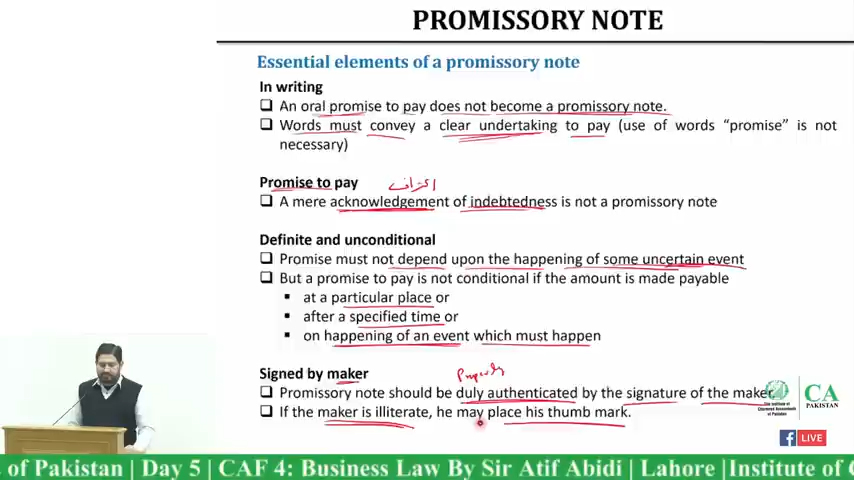 PROMISSORY NOTE
Essential elements of a promissory note
In writing
❑ An oral promise to pay does not become a promissory note.
❑ Words must convey a clear undertaking to pay (use of words “promise” is not
necessary)
Promise to pay
اعتراف
❑ A mere acknowledgement of indebtedness is not a promissory note
Definite and unconditional
❑ Promise must not depend upon the happening of some uncertain event
❑ But a promise to pay is not conditional if the amount is made payable
▪ at a particular place or
▪ after a specified time or
▪ on happening of an event which must happen
Signed by maker
Properly
❑ Promissory note should be duly authenticated by the signature of the maker.
❑ If the maker is illiterate, he may place his thumb mark.
The Institute of
Chartered Accountants
of Pakistan
CA
PAKISTAN
f LIVE
s of Pakistan | Day 5 | CAF 4: Business Law By Sir Atif Abidi | Lahore |Institute of C